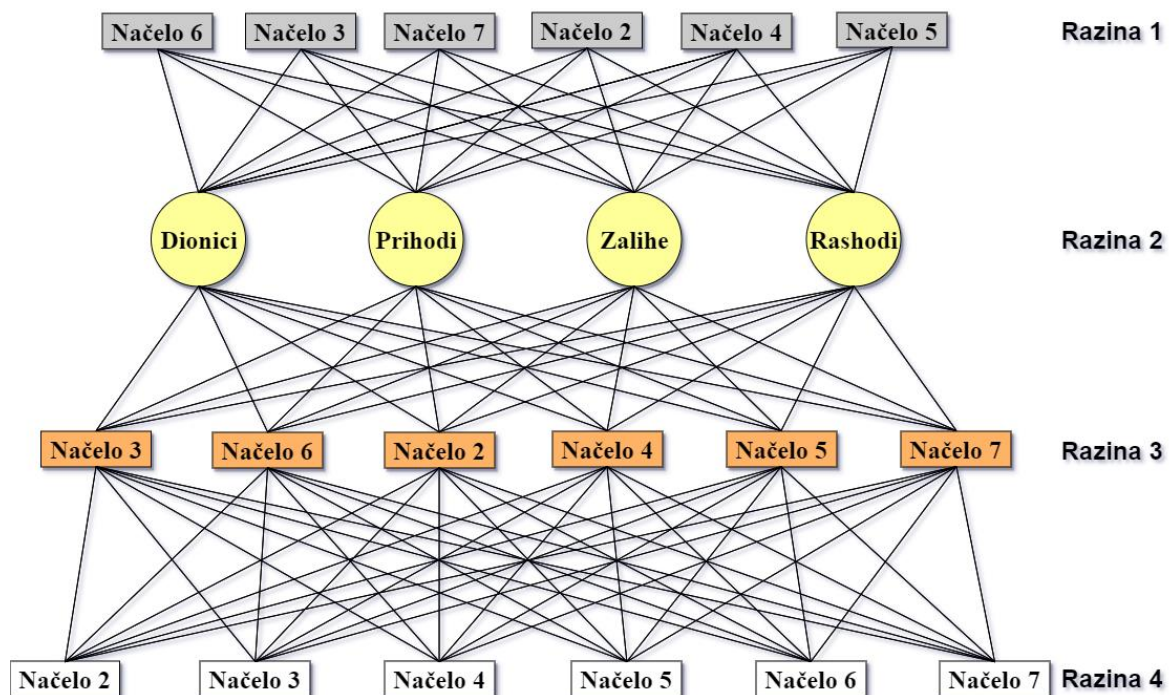 Načelo 6 Načelo 3 Načelo 7 Načelo 2 Načelo 4 Načelo 5 Razina 1
Dionici Prihodi Zalihe Rashodi Razina 2
Načelo 3 Načelo 6 Načelo 2 Načelo 4 Načelo 5 Načelo 7 Razina 3
Načelo 2 Načelo 3 Načelo 4 Načelo 5 Načelo 6 Načelo 7 Razina 4